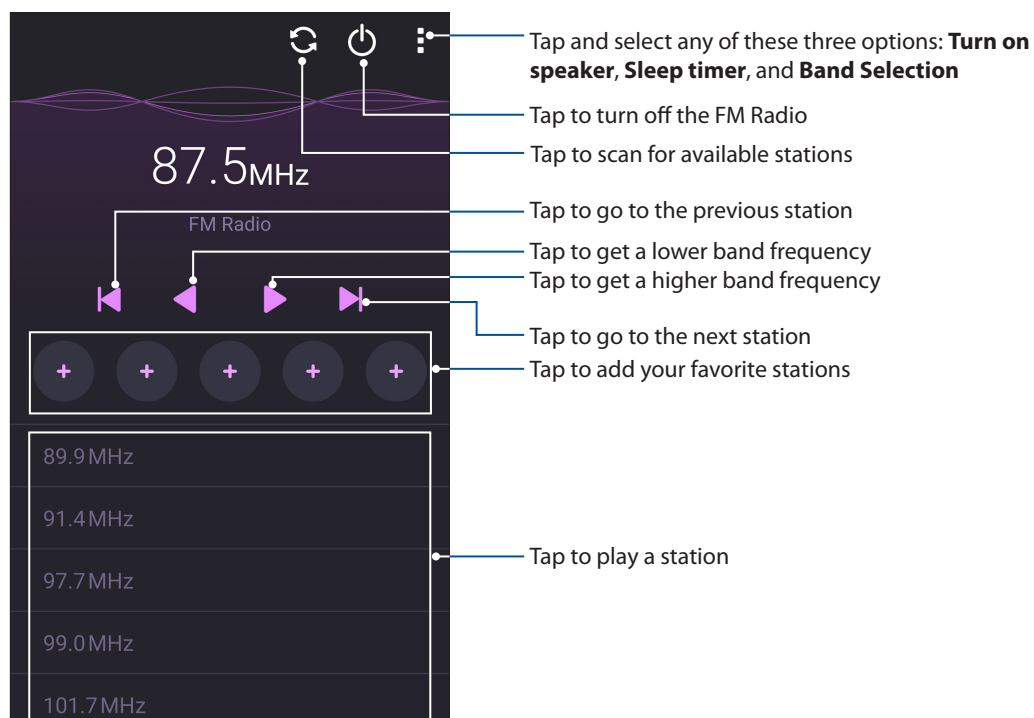 Tap and select any of these three options: Turn on
speaker, Sleep timer, and Band Selection
Tap to turn off the FM Radio
Tap to scan for available stations
87.5MHz
FM Radio
Tap to go to the previous station
Tap to get a lower band frequency
Tap to get a higher band frequency
Tap to go to the next station
Tap to add your favorite stations
+ + + + +
89.9MHz
91.4MHz
97.7MHz
99.0MHz
101.7MHz
Tap to play a station